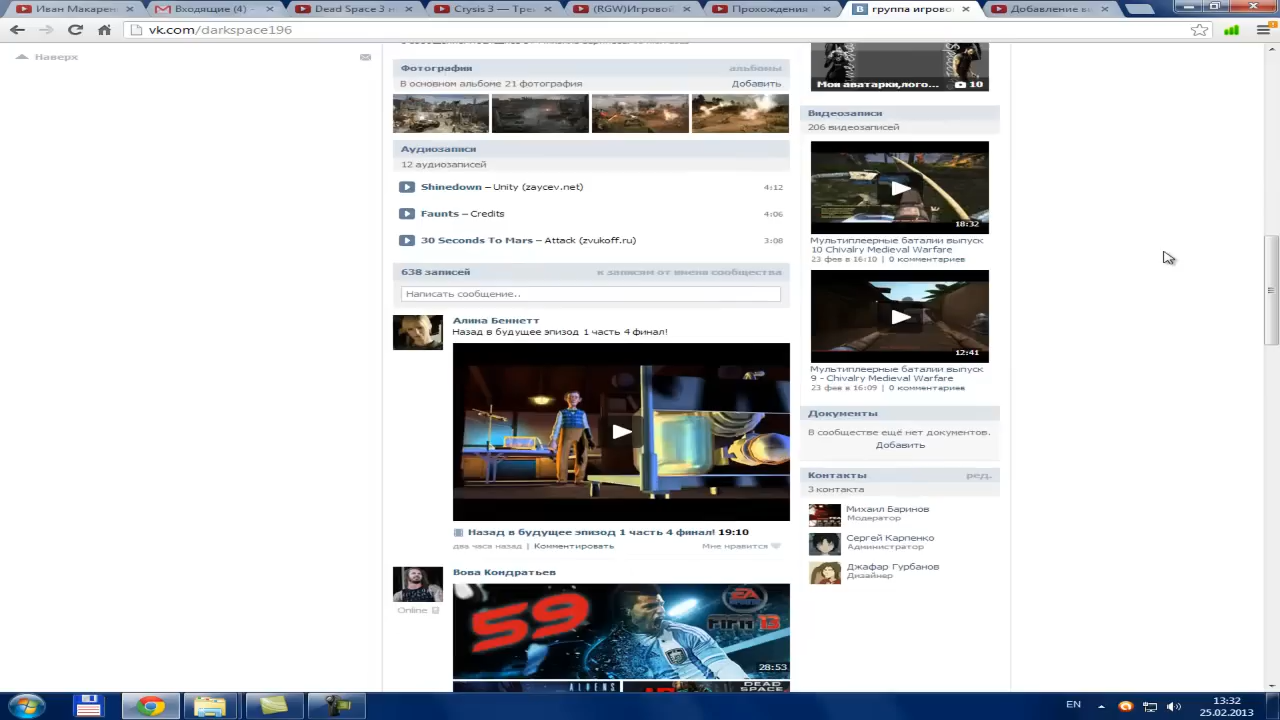 Иван Макарен
Входящие (4) -
Dead Space 3 и
Crysis 3 — Тре
(RGW)Игровой
Прохождения
группа игрово
Добавление в
vk.com/darkspace196
Наверх
Фотографии
альбомы
В основном альбоме 21 фотография
Добавить
Аудиозаписи
12 аудиозаписей
Shinedown – Unity (zaycev.net)
4:12
Faunts – Credits
4:06
30 Seconds To Mars – Attack (zvukoff.ru)
3:08
638 записей
к записям от имени сообщества
Написать сообщение..
Алина Беннетт
Назад в будущее эпизод 1 часть 4 финал!
Назад в будущее эпизод 1 часть 4 финал! 19:10
два часа назад | Комментировать
Мне нравится
Вова Кондратьев
Online
59
EA
FIFA 13
28:53
ALIENS
DEAD SPACE
Мои аватарки,лого...
10
Видеозаписи
206 видеозаписей
18:32
Мультиплеерные баталии выпуск
10 Chivalry Medieval Warfare
23 фев в 16:10 | 0 комментариев
12:41
Мультиплеерные баталии выпуск
9 - Chivalry Medieval Warfare
23 фев в 16:09 | 0 комментариев
Документы
В сообществе ещё нет документов.
Добавить
Контакты
ред.
3 контакта
Михаил Баринов
Модератор
Сергей Карпенко
Администратор
Джафар Гурбанов
Дизайнер
EN
13:32
25.02.2013